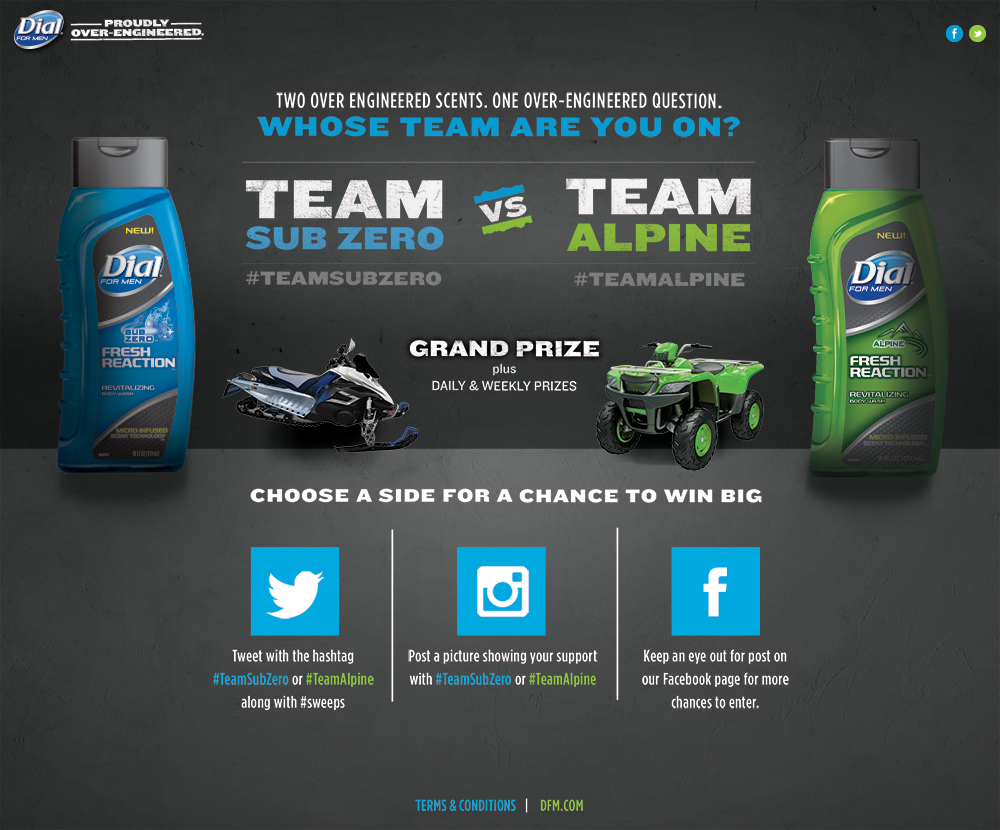 Dial
FOR MEN
PROUDLY
OVER-ENGINEERED.
TWO OVER ENGINEERED SCENTS. ONE OVER-ENGINEERED QUESTION.
WHOSE TEAM ARE YOU ON?
TEAM
SUB ZERO
#TEAMSUBZERO
VS
TEAM
ALPINE
#TEAMALPINE
NEW!
Dial
FOR MEN
SUB
ZERO
FRESH
REACTION
REVITALIZING
BODY WASH
MICRO-INFUSED
SCENT TECHNOLOGY
NEW!
Dial
FOR MEN
ALPINE
FRESH
REACTION
REVITALIZING
BODY WASH
MICRO-INFUSED
SCENT TECHNOLOGY
GRAND PRIZE
plus
DAILY & WEEKLY PRIZES
CHOOSE A SIDE FOR A CHANCE TO WIN BIG
Tweet with the hashtag
#TeamSubZero or #TeamAlpine
along with #sweeps
Post a picture showing your support
with #TeamSubZero or #TeamAlpine
Keep an eye out for post on
our Facebook page for more
chances to enter.
TERMS & CONDITIONS | DFM.COM